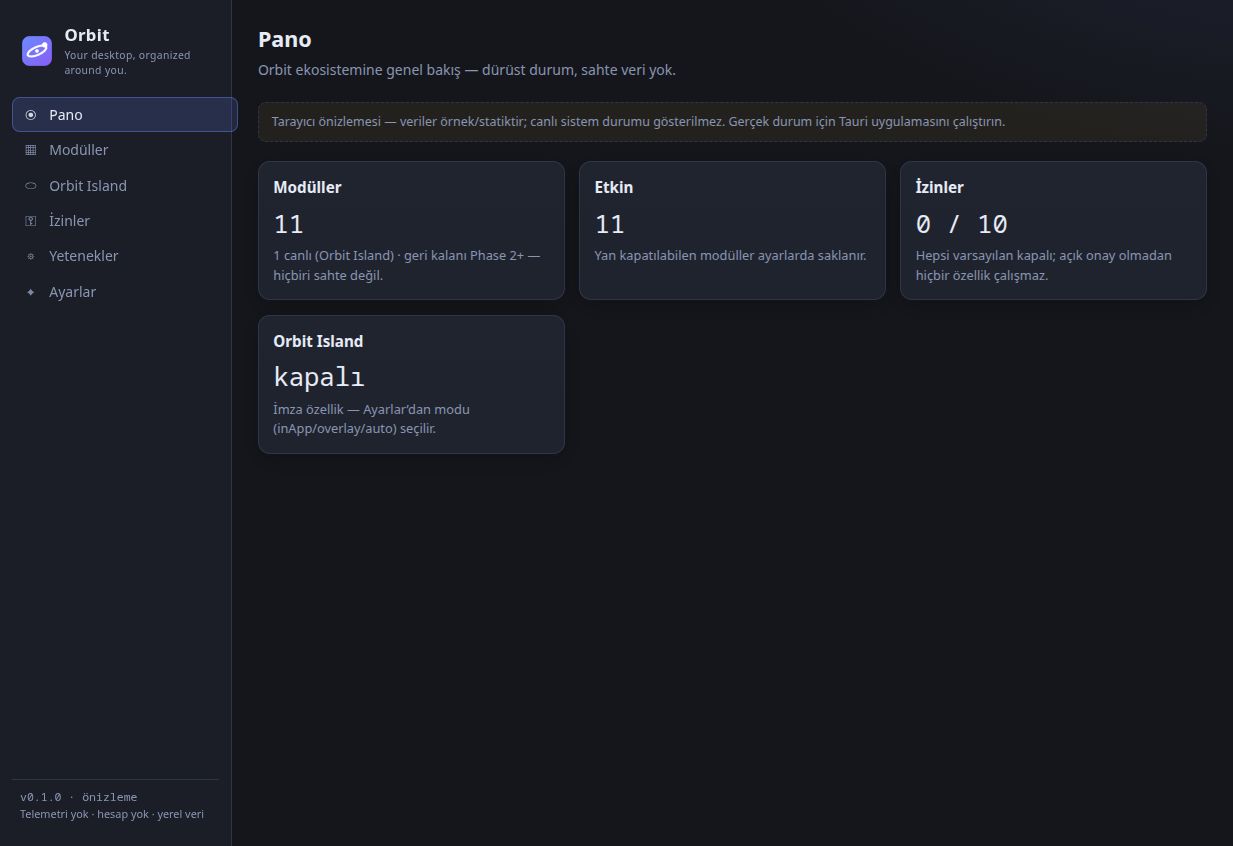 Orbit
Your desktop, organized
around you.
Pano
Modüller
Orbit Island
İzinler
Yetenekler
Ayarlar
v0.1.0 · önizleme
Telemetri yok · hesap yok · yerel veri
Pano
Orbit ekosistemine genel bakış — dürüst durum, sahte veri yok.
Tarayıcı önizlemesi — veriler örnek/statiktir; canlı sistem durumu gösterilmez. Gerçek durum için Tauri uygulamasını çalıştırın.
Modüller
11
1 canlı (Orbit Island) · geri kalanı Phase 2+ —
hiçbiri sahte değil.
Etkin
11
Yan kapatılabilen modüller ayarlarda saklanır.
İzinler
0 / 10
Hepsi varsayılan kapalı; açık onay olmadan
hiçbir özellik çalışmaz.
Orbit Island
kapalı
İmza özellik — Ayarlar’dan modu
(inApp/overlay/auto) seçilir.